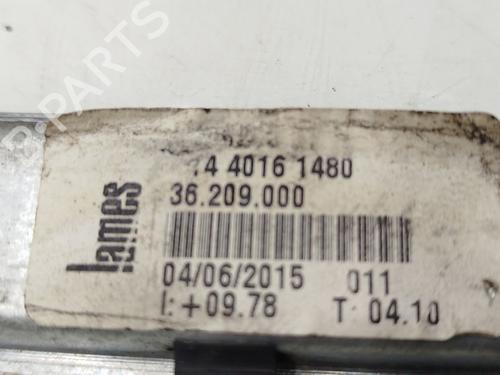 B-PARTS
.4 4016 1480
36.209.000
Lames
04/06/2015 011
I: +09.78 T: 04.10